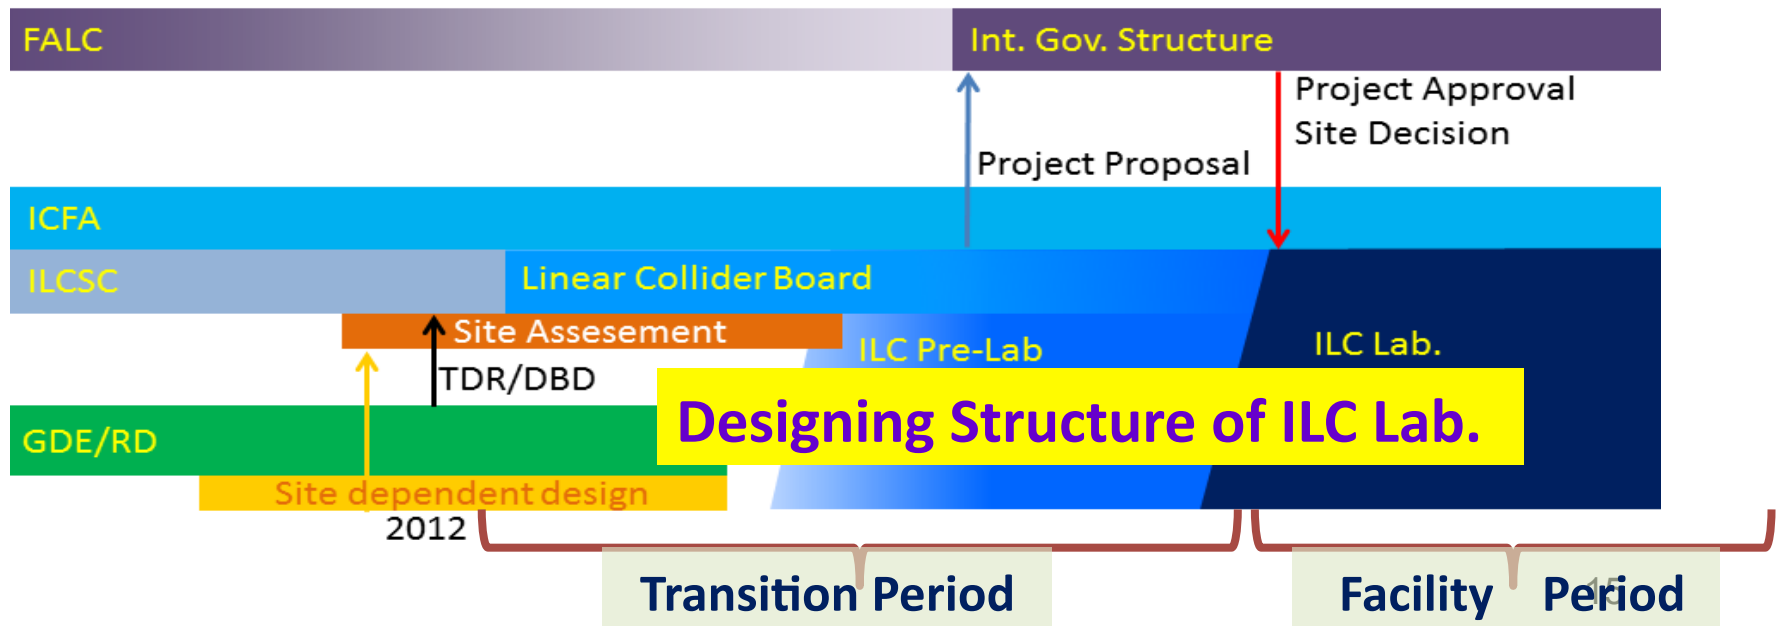 FALC
Int. Gov. Structure
Project Approval
Site Decision
Project Proposal
ICFA
ILCSC
Linear Collider Board
Site Assesement
ILC Pre-Lab
ILC Lab.
TDR/DBD
Designing Structure of ILC Lab.
GDE/RD
Site dependent design
2012
Transition Period
Facility Period
15